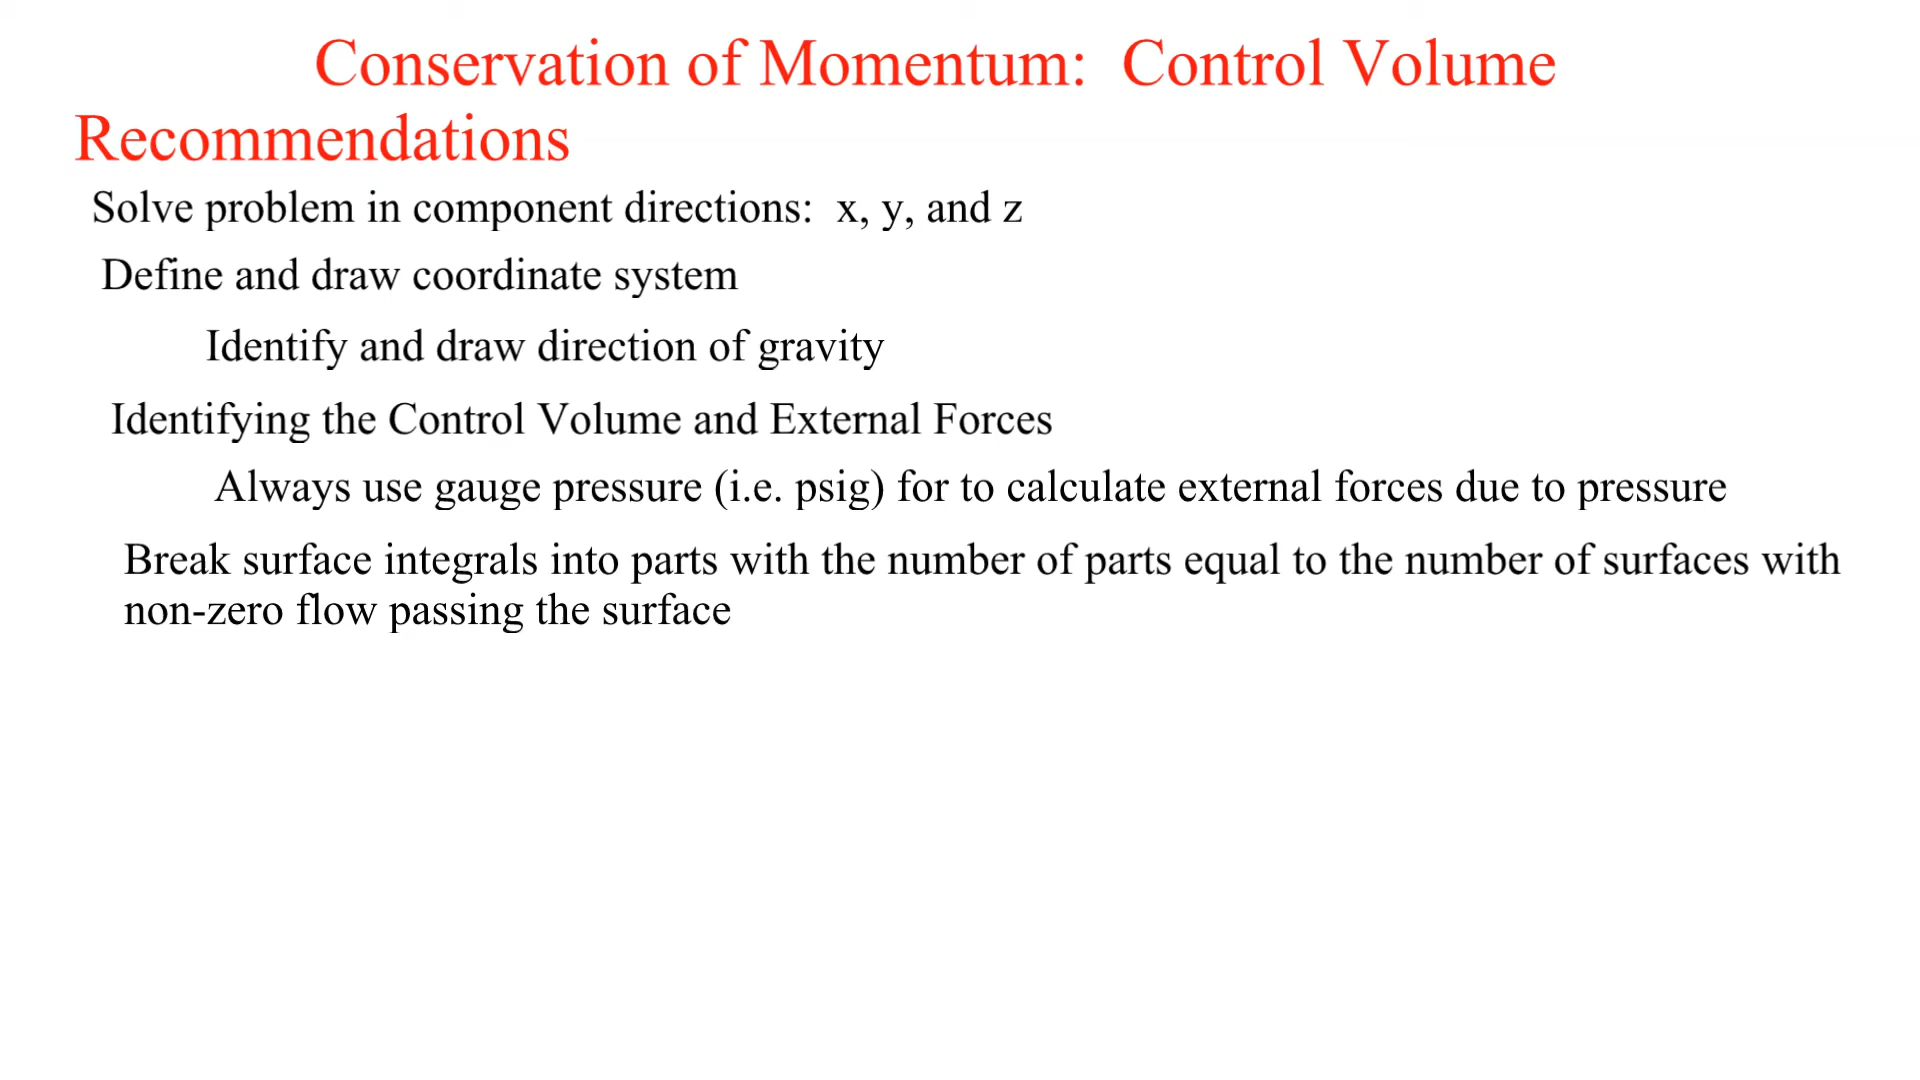 Conservation of Momentum: Control Volume
Recommendations
Solve problem in component directions: x, y, and z
Define and draw coordinate system
Identify and draw direction of gravity
Identifying the Control Volume and External Forces
Always use gauge pressure (i.e. psig) for to calculate external forces due to pressure
Break surface integrals into parts with the number of parts equal to the number of surfaces with
non-zero flow passing the surface